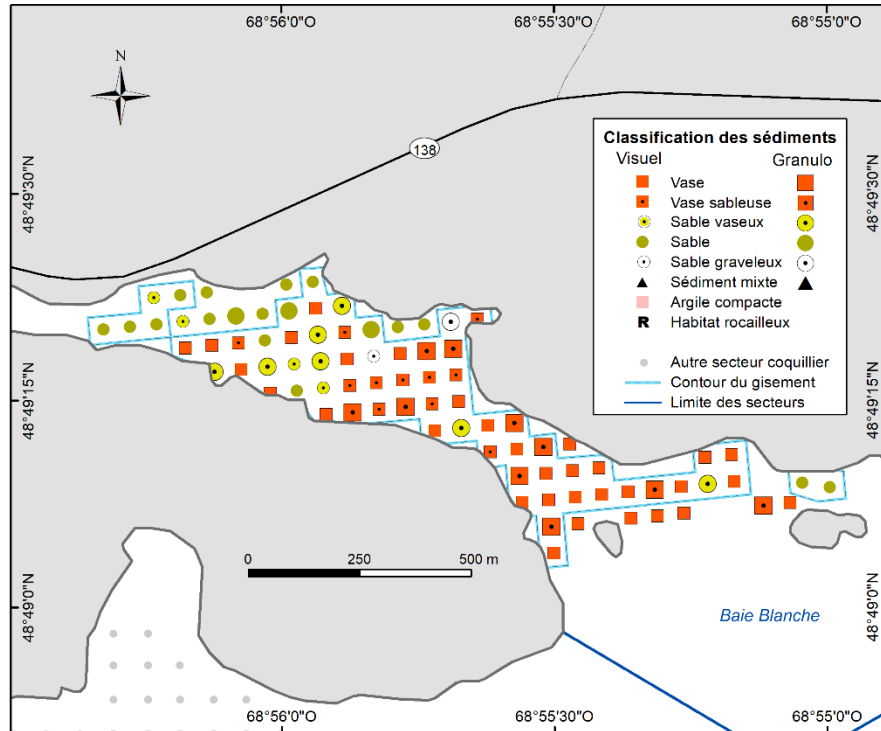 68°56'0"O
68°55'30"O
68°55'0"O
N
138
48°49'30"N
48°49'30"N
Classification des sédiments
Visuel
Granulo
Vase
Vase sableuse
Sable vaseux
Sable
Sable graveleux
Sédiment mixte
Argile compacte
R Habitat rocailleux
Autre secteur coquillier
Contour du gisement
Limite des secteurs
48°49'15"N
48°49'15"N
0 250 500 m
48°49'0"N
48°49'0"N
Baie Blanche
68°56'0"O
68°55'30"O
68°55'0"O